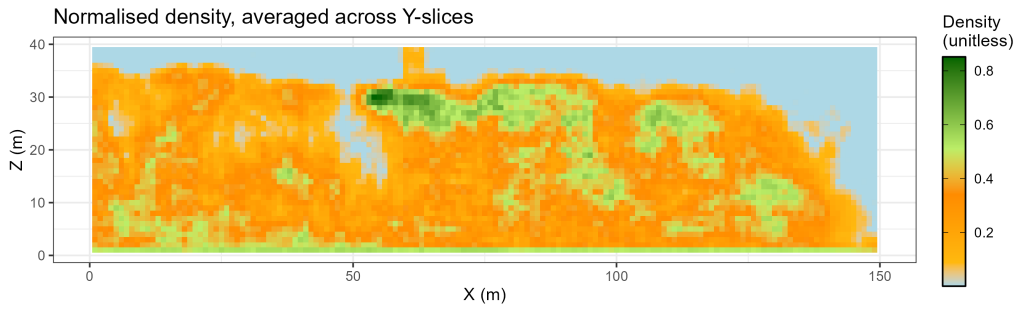 Normalised density, averaged across Y-slices
Density
(unitless)
0.8
0.6
0.4
0.2
40
30
20
10
0
Z (m)
0
50
100
150
X (m)